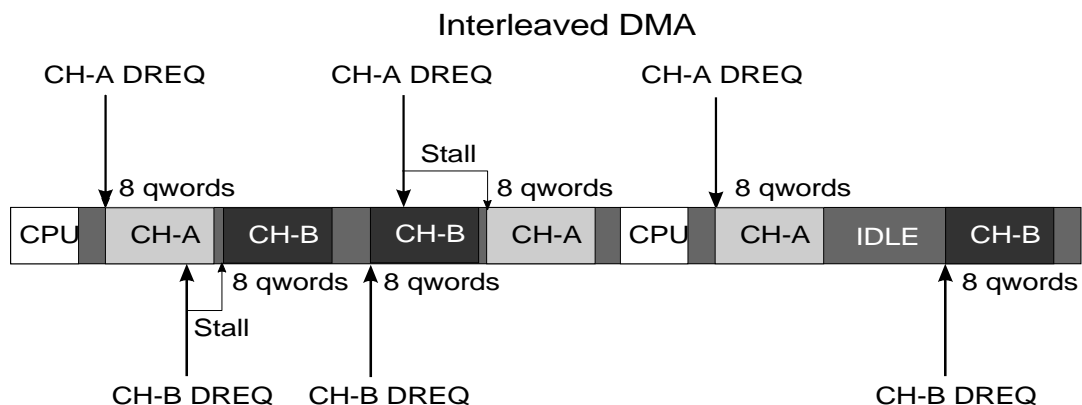 Interleaved DMA
CH-A DREQ
CH-A DREQ
CH-A DREQ
Stall
8 qwords
8 qwords
8 qwords
CPU
CH-A
CH-B
CH-B
CH-A
CPU
CH-A
IDLE
CH-B
8 qwords
8 qwords
8 qwords
Stall
CH-B DREQ
CH-B DREQ
CH-B DREQ